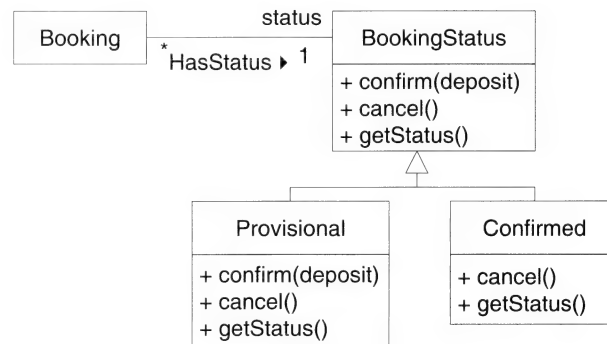 status
Booking
BookingStatus
*
HasStatus ▶ 1
+ confirm(deposit)
+ cancel()
+ getStatus()
Provisional
Confirmed
+ confirm(deposit)
+ cancel()
+ getStatus()
+ cancel()
+ getStatus()